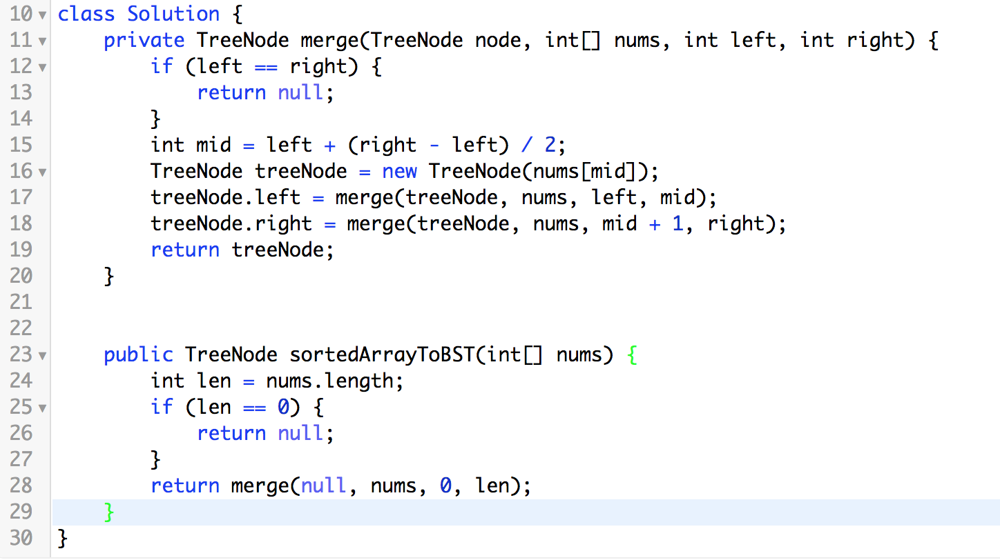 10 ▼ class Solution {
11 ▼     private TreeNode merge(TreeNode node, int[] nums, int left, int right) {
12 ▼         if (left == right) {
13             return null;
14         }
15         int mid = left + (right - left) / 2;
16 ▼         TreeNode treeNode = new TreeNode(nums[mid]);
17         treeNode.left = merge(treeNode, nums, left, mid);
18         treeNode.right = merge(treeNode, nums, mid + 1, right);
19         return treeNode;
20     }
21
22
23 ▼     public TreeNode sortedArrayToBST(int[] nums) {
24         int len = nums.length;
25 ▼         if (len == 0) {
26             return null;
27         }
28         return merge(null, nums, 0, len);
29     }
30 }